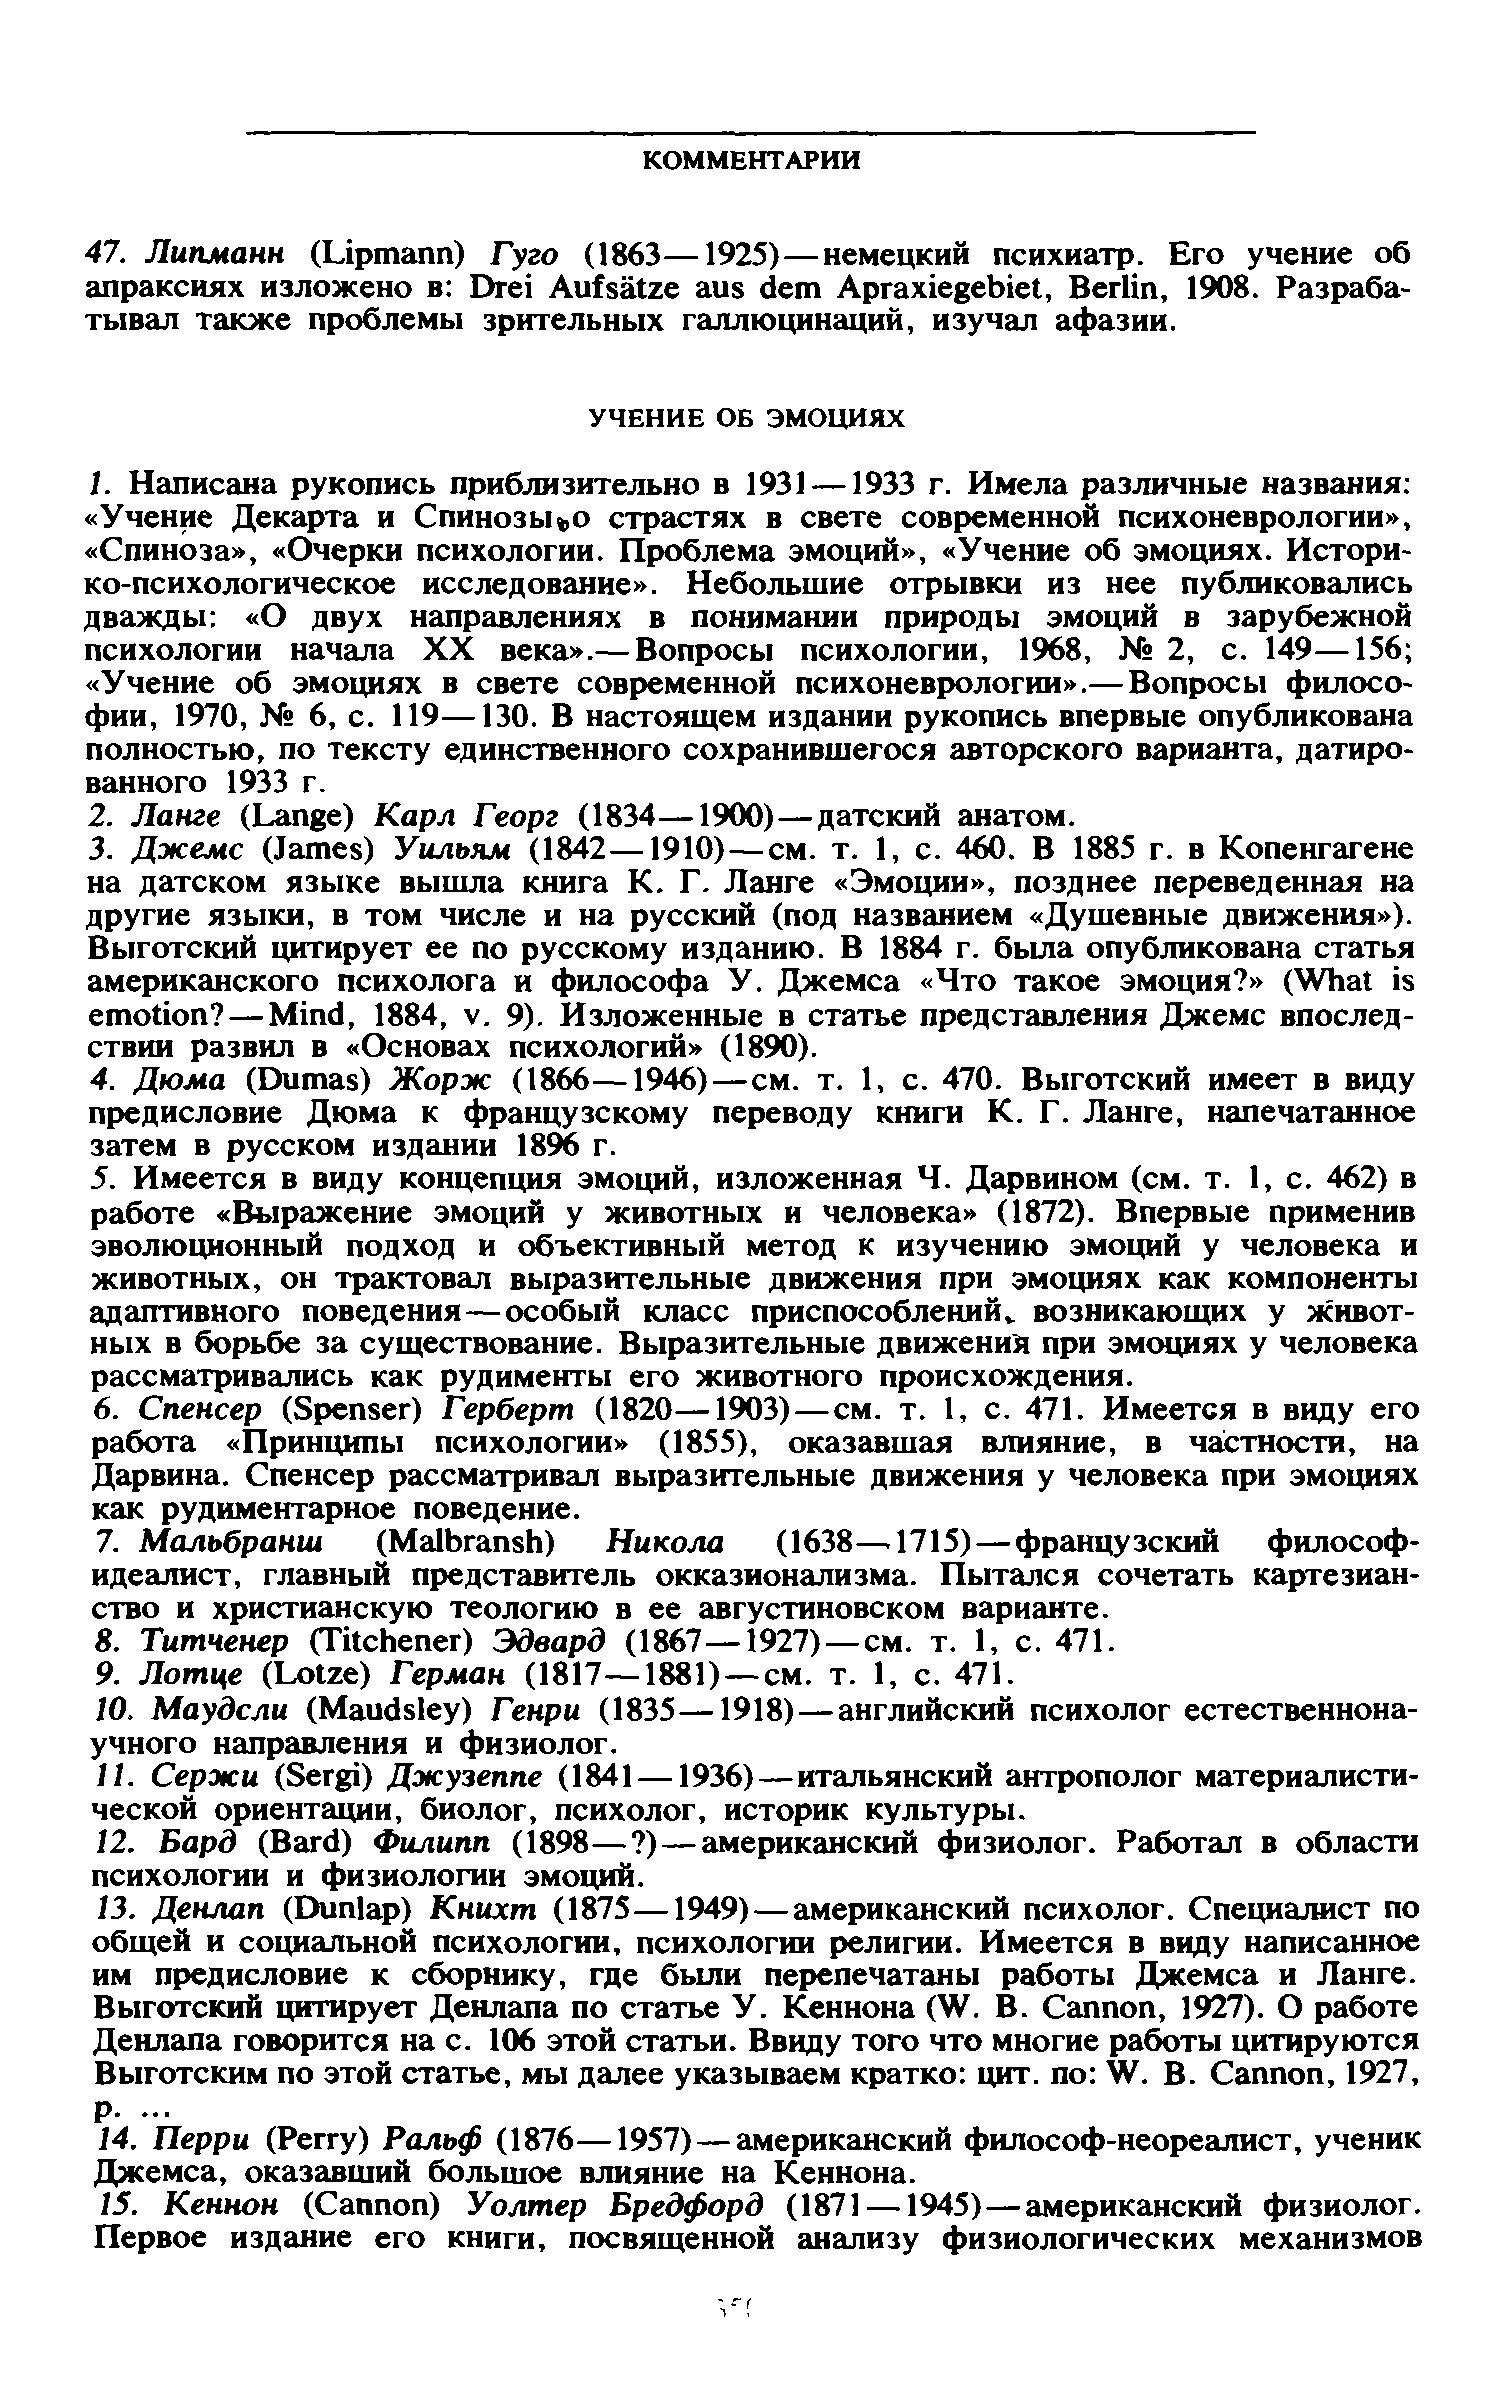 КОММЕНТАРИИ
47. Липманн (Lipmann) Гуго (1863—1925)—немецкий психиатр. Его учение об
апраксиях изложено в: Drei Aufsätze aus dem Apraxiegebiet, Berlin, 1908. Разраба-
тывал также проблемы зрительных галлюцинаций, изучал афазии.
УЧЕНИЕ ОБ ЭМОЦИЯХ
1. Написана рукопись приблизительно в 1931—1933 г. Имела различные названия:
«Учение Декарта и Спинозы о страстях в свете современной психоневрологии»,
«Спиноза», «Очерки психологии. Проблема эмоций», «Учение об эмоциях. Истори-
ко-психологическое исследование». Небольшие отрывки из нее публиковались
дважды: «О двух направлениях в понимании природы эмоций в зарубежной
психологии начала XX века».—Вопросы психологии, 1968, № 2, с. 149—156;
«Учение об эмоциях в свете современной психоневрологии».—Вопросы филосо-
фии, 1970, № 6, с. 119—130. В настоящем издании рукопись впервые опубликована
полностью, по тексту единственного сохранившегося авторского варианта, датиро-
ванного 1933 г.
2. Ланге (Lange) Карл Георг (1834—1900)—датский анатом.
3. Джемс (James) Уильям (1842—1910)—см. т. 1, с. 460. В 1885 г. в Копенгагене
на датском языке вышла книга К. Г. Ланге «Эмоции», позднее переведенная на
другие языки, в том числе и на русский (под названием «Душевные движения»).
Выготский цитирует ее по русскому изданию. В 1884 г. была опубликована статья
американского психолога и философа У. Джемса «Что такое эмоция?» (What is
emotion?—Mind, 1884, v. 9). Изложенные в статье представления Джемс впослед-
ствии развил в «Основах психологий» (1890).
4. Дюма (Dumas) Жорж (1866—1946)—см. т. 1, с. 470. Выготский имеет в виду
предисловие Дюма к французскому переводу книги К. Г. Ланге, напечатанное
затем в русском издании 1896 г.
5. Имеется в виду концепция эмоций, изложенная Ч. Дарвином (см. т. 1, с. 462) в
работе «Выражение эмоций у животных и человека» (1872). Впервые применив
эволюционный подход и объективный метод к изучению эмоций у человека и
животных, он трактовал выразительные движения при эмоциях как компоненты
адаптивного поведения—особый класс приспособлений, возникающих у живот-
ных в борьбе за существование. Выразительные движения при эмоциях у человека
рассматривались как рудименты его животного происхождения.
6. Спенсер (Spenser) Герберт (1820—1903)—см. т. 1, с. 471. Имеется в виду его
работа «Принципы психологии» (1855), оказавшая влияние, в частности, на
Дарвина. Спенсер рассматривал выразительные движения у человека при эмоциях
как рудиментарное поведение.
7. Мальбранш (Malbransh) Никола (1638—1715)—французский философ-
идеалист, главный представитель окказионализма. Пытался сочетать картезиан-
ство и христианскую теологию в ее августиновском варианте.
8. Титченер (Titchener) Эдвард (1867—1927)—см. т. 1, с. 471.
9. Лотце (Lotze) Герман (1817—1881)—см. т. 1, с. 471.
10. Маудсли (Maudsley) Генри (1835—1918)—английский психолог естественнона-
учного направления и физиолог.
11. Сержи (Sergi) Джузеппе (1841—1936)—итальянский антрополог материалисти-
ческой ориентации, биолог, психолог, историк культуры.
12. Бард (Bard) Филипп (1898—?)—американский физиолог. Работал в области
психологии и физиологии эмоций.
13. Денлап (Dunlap) Книхт (1875—1949)—американский психолог. Специалист по
общей и социальной психологии, психологии религии. Имеется в виду написанное
им предисловие к сборнику, где были перепечатаны работы Джемса и Ланге.
Выготский цитирует Денлапа по статье У. Кеннона (W. B. Cannon, 1927). О работе
Денлапа говорится на с. 106 этой статьи. Ввиду того что многие работы цитируются
Выготским по этой статье, мы далее указываем кратко: цит. по: W. B. Cannon, 1927,
p. ...
14. Перри (Perry) Ральф (1876—1957)—американский философ-неореалист, ученик
Джемса, оказавший большое влияние на Кеннона.
15. Кеннон (Cannon) Уолтер Бредфорд (1871—1945)—американский физиолог.
Первое издание его книги, посвященной анализу физиологических механизмов